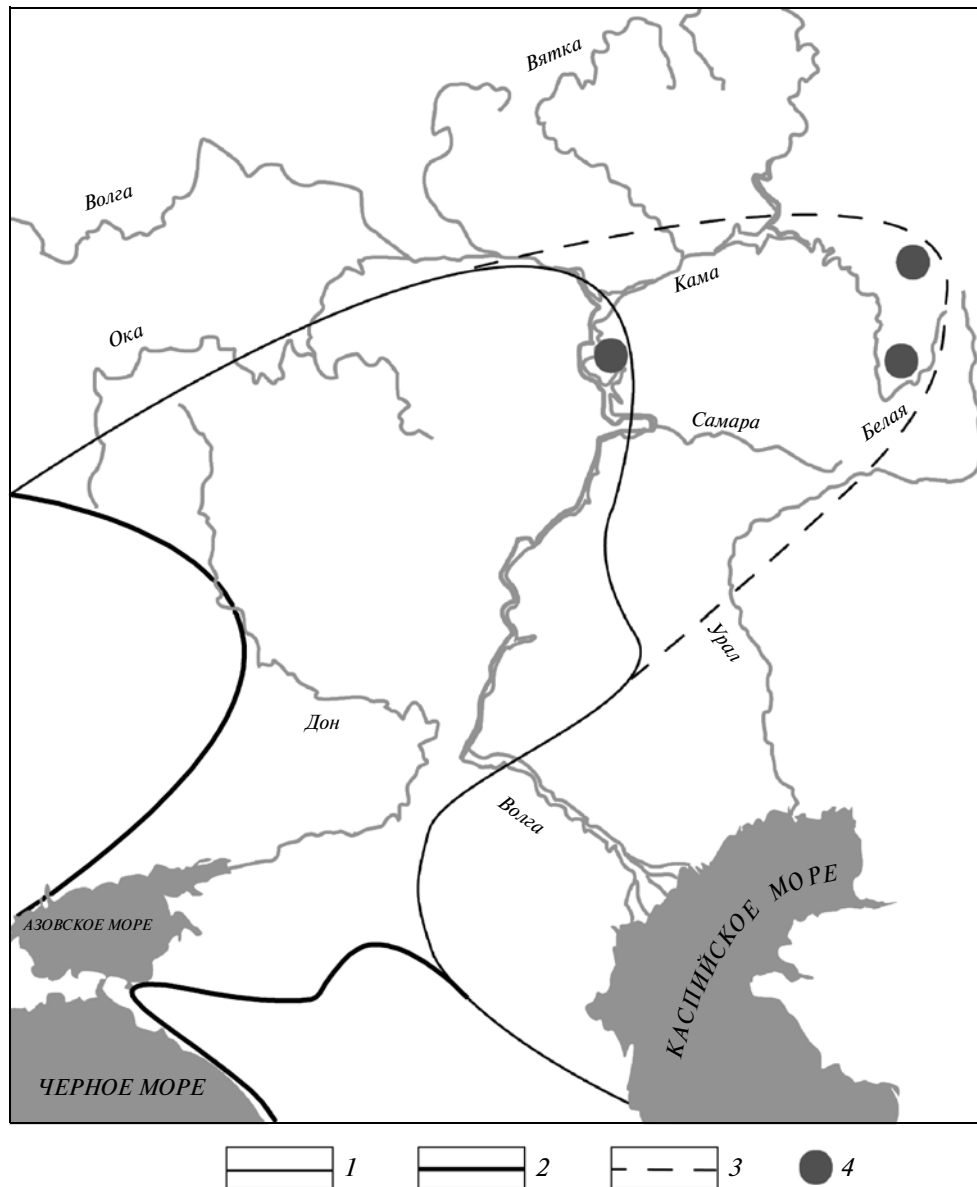 Вятка
Волга
Кама
Ока
Самара
Белая
Урал
Дон
Волга
АЗОВСКОЕ МОРЕ
КАСПИЙСКОЕ МОРЕ
ЧЕРНОЕ МОРЕ
1 2 3 4